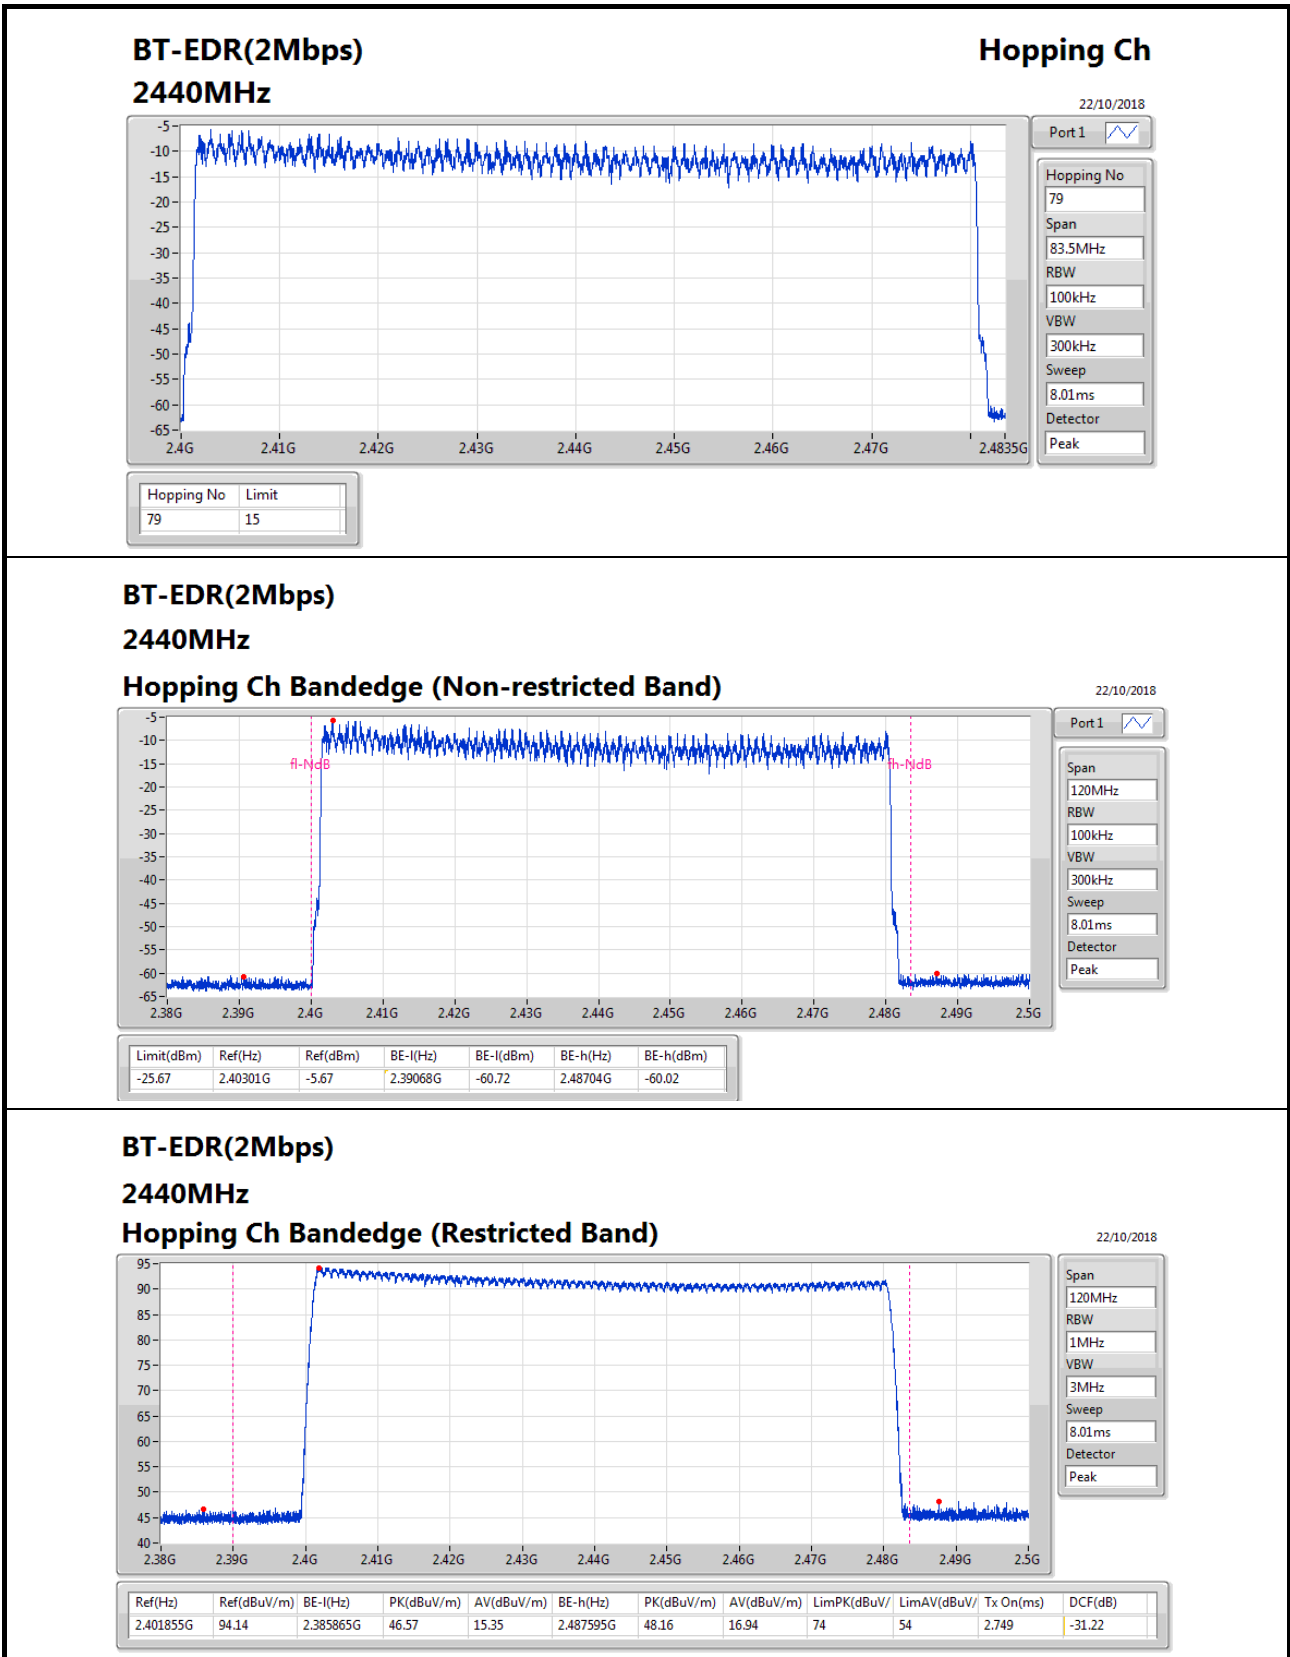 BT-EDR(2Mbps) Hopping Ch
2440MHz
22/10/2018
Port 1
-5
-10
-15
-20
-25
-30
-35
-40
-45
-50
-55
-60
-65
2.4G 2.41G 2.42G 2.43G 2.44G 2.45G 2.46G 2.47G 2.4835G
Hopping No
79
Span
83.5MHz
RBW
100kHz
VBW
300kHz
Sweep
8.01ms
Detector
Peak
Hopping No Limit
79 15
BT-EDR(2Mbps)
2440MHz
Hopping Ch Bandedge (Non-restricted Band)
22/10/2018
Port 1
-5
-10
-15
-20
-25
-30
-35
-40
-45
-50
-55
-60
-65
fl-NdB fh-NdB
2.38G 2.39G 2.4G 2.41G 2.42G 2.43G 2.44G 2.45G 2.46G 2.47G 2.48G 2.49G 2.5G
Span
120MHz
RBW
100kHz
VBW
300kHz
Sweep
8.01ms
Detector
Peak
Limit(dBm) Ref(Hz) Ref(dBm) BE-l(Hz) BE-l(dBm) BE-h(Hz) BE-h(dBm)
-25.67 2.40301G -5.67 2.39068G -60.72 2.48704G -60.02
BT-EDR(2Mbps)
2440MHz
Hopping Ch Bandedge (Restricted Band)
22/10/2018
95
90
85
80
75
70
65
60
55
50
45
40
2.38G 2.39G 2.4G 2.41G 2.42G 2.43G 2.44G 2.45G 2.46G 2.47G 2.48G 2.49G 2.5G
Span
120MHz
RBW
1MHz
VBW
3MHz
Sweep
8.01ms
Detector
Peak
Ref(Hz) Ref(dBuV/m) BE-l(Hz) PK(dBuV/m) AV(dBuV/m) BE-h(Hz) PK(dBuV/m) AV(dBuV/m) LimPK(dBuV/ LimAV(dBuV/ Tx On(ms) DCF(dB)
2.401855G 94.14 2.385865G 46.57 15.35 2.487595G 48.16 16.94 74 54 2.749 -31.22